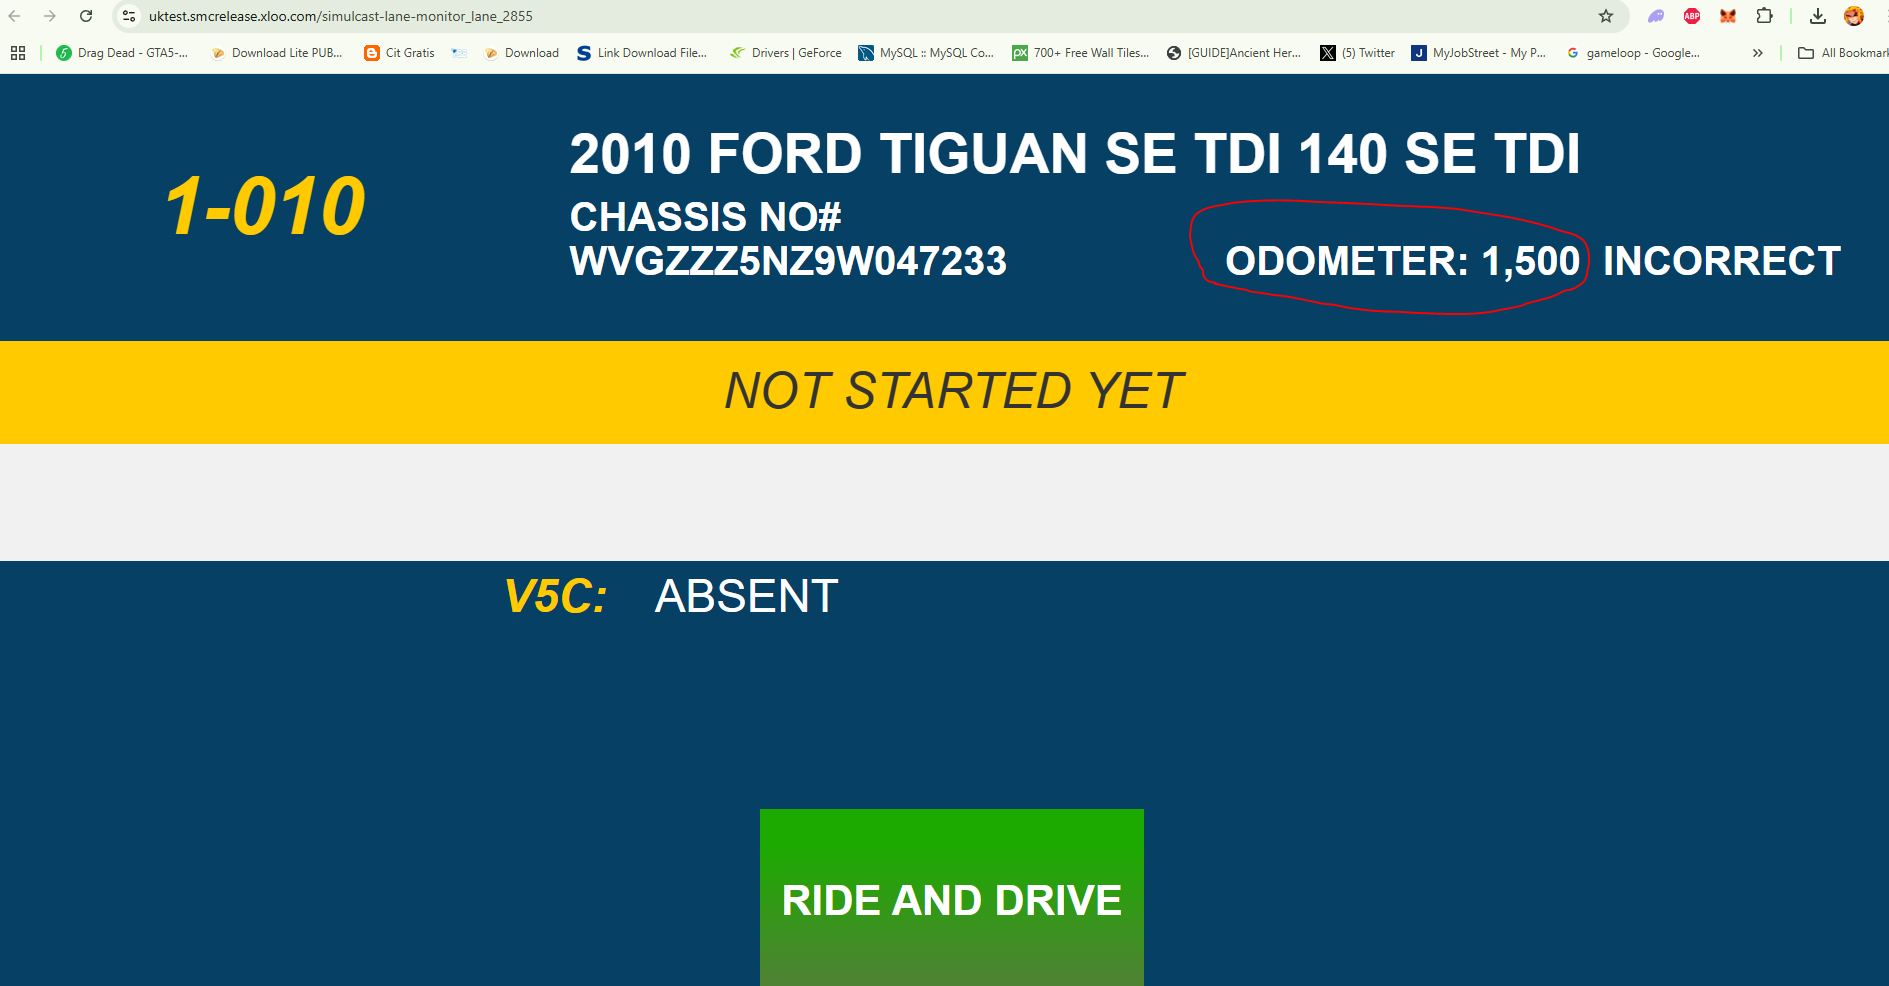 uktest.smcrelease.xloo.com/simulcast-lane-monitor_lane_2855
Drag Dead - GTA5-...
Download Lite PUB...
Cit Gratis
Download
Link Download File...
Drivers | GeForce
MySQL :: MySQL Co...
700+ Free Wall Tiles...
[GUIDE]Ancient Her...
(5) Twitter
MyJobStreet - My P...
gameloop - Google...
»
All Bookmar
ABP
1-010
2010 FORD TIGUAN SE TDI 140 SE TDI
CHASSIS NO#
WVGZZZ5NZ9W047233
ODOMETER: 1,500 INCORRECT
NOT STARTED YET
V5C: ABSENT
RIDE AND DRIVE